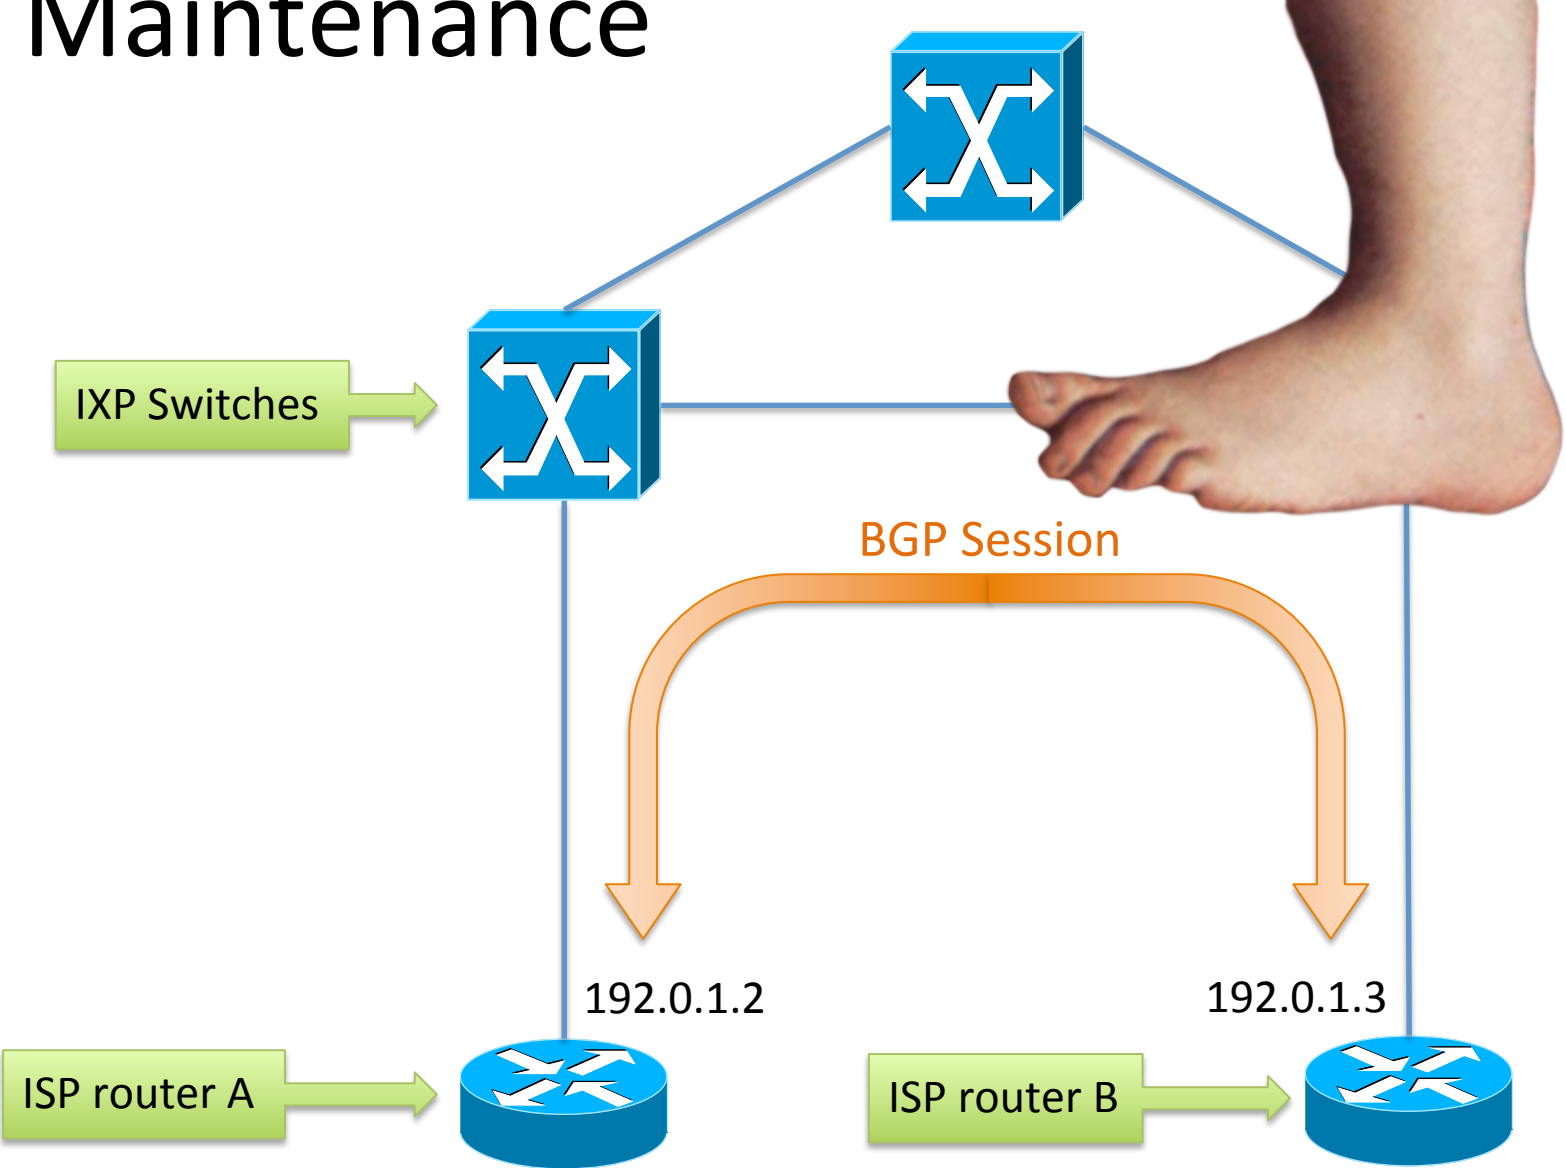 Maintenance
IXP Switches
BGP Session
192.0.1.2
192.0.1.3
ISP router A
ISP router B